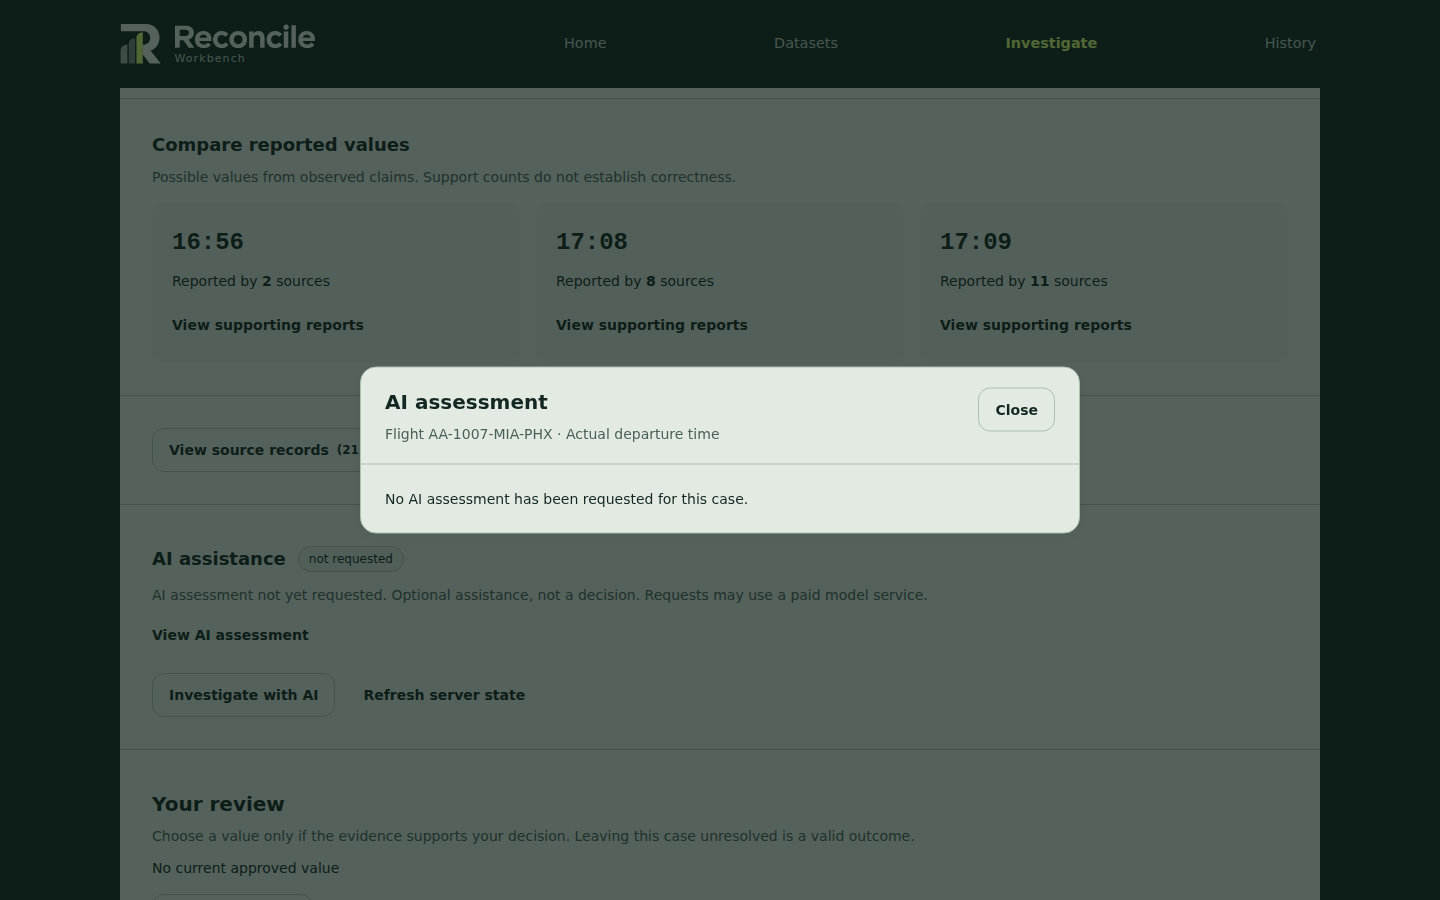 Reconcile
Workbench
Home
Datasets
Investigate
History
Compare reported values
Possible values from observed claims. Support counts do not establish correctness.
16:56
Reported by 2 sources
View supporting reports
17:08
Reported by 8 sources
View supporting reports
17:09
Reported by 11 sources
View supporting reports
AI assessment
Close
Flight AA-1007-MIA-PHX · Actual departure time
View source records (21
No AI assessment has been requested for this case.
AI assistance not requested
AI assessment not yet requested. Optional assistance, not a decision. Requests may use a paid model service.
View AI assessment
Investigate with AI
Refresh server state
Your review
Choose a value only if the evidence supports your decision. Leaving this case unresolved is a valid outcome.
No current approved value